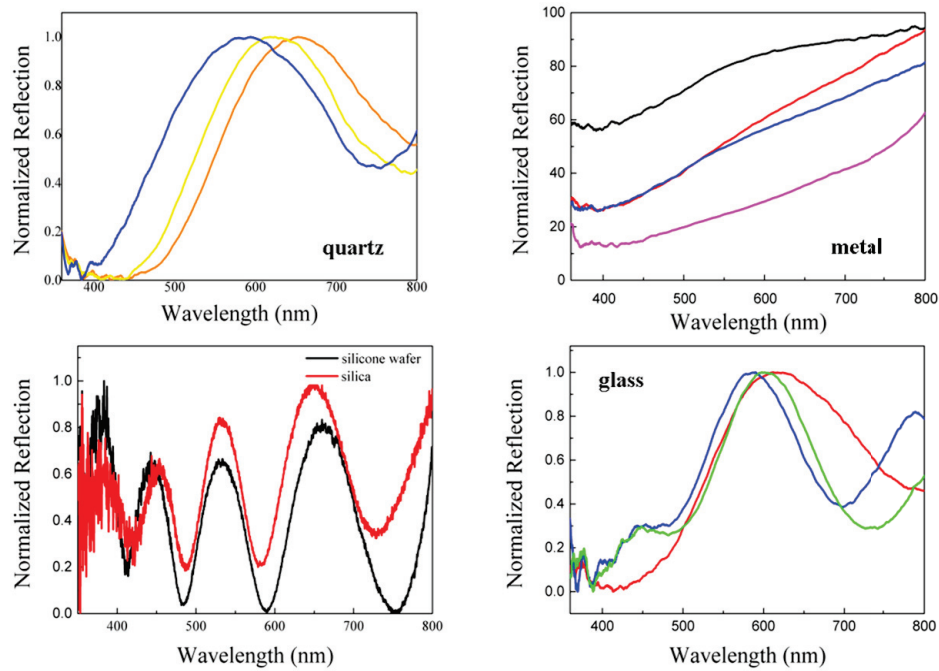 1.0
0.8
0.6
0.4
0.2
0.0
400 500 600 700 800
Normalized Reflection
Wavelength (nm)
quartz
100
80
60
40
20
0
400 500 600 700 800
Normalized Reflection
Wavelength (nm)
metal
1.0
0.8
0.6
0.4
0.2
0.0
400 500 600 700 800
Normalized Reflection
Wavelength (nm)
silicone wafer
silica
1.0
0.8
0.6
0.4
0.2
0.0
400 500 600 700 800
Normalized Reflection
Wavelength (nm)
glass